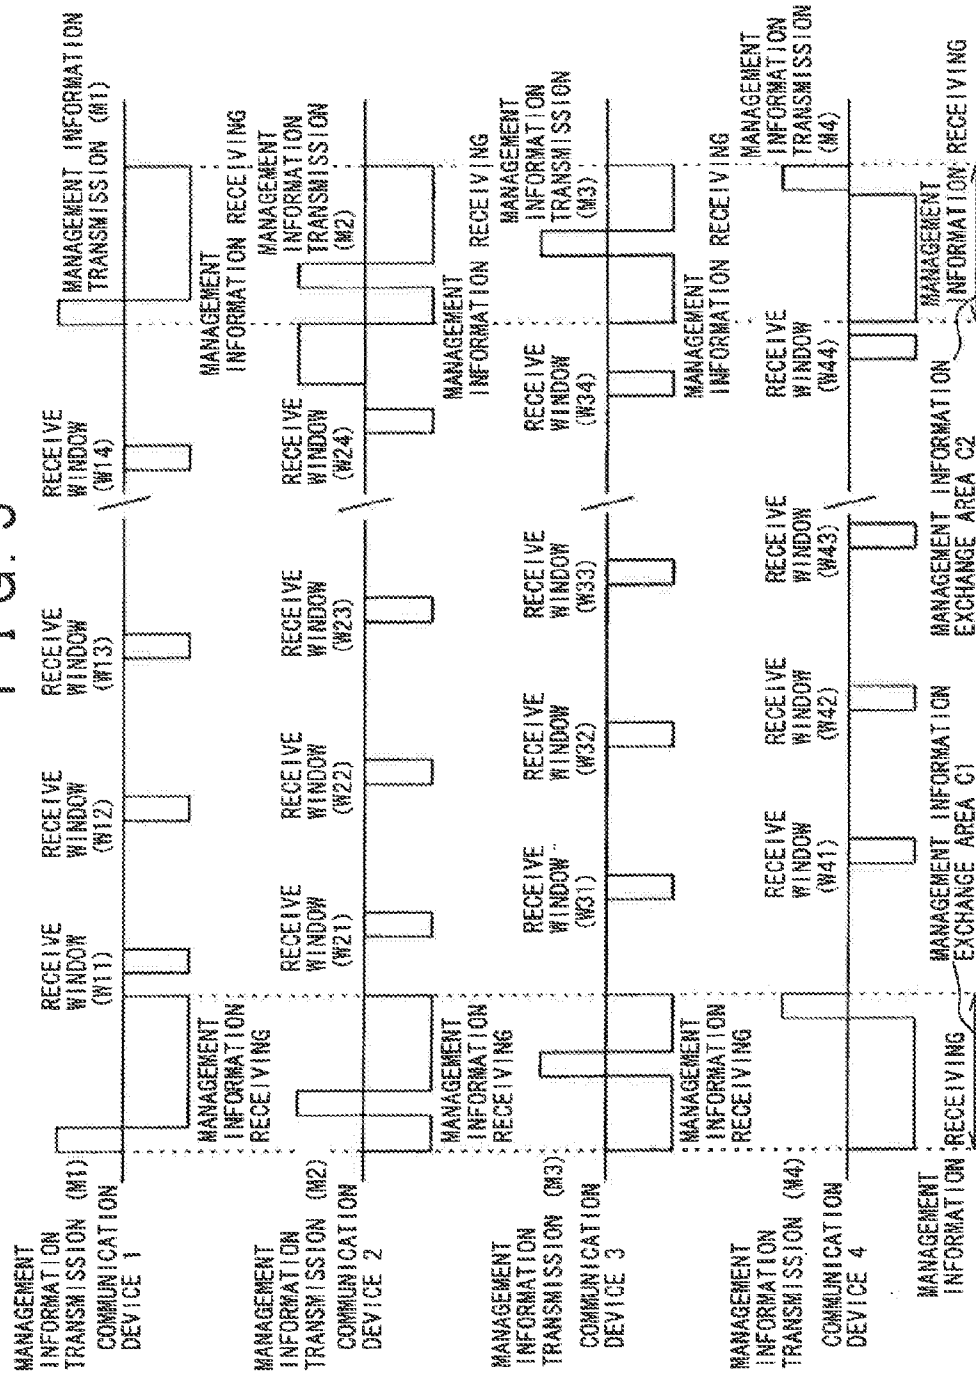 FIG. 5
MANAGEMENT
INFORMATION
TRANSMISSION (M1)
COMMUNICATION
DEVICE 1
RECEIVE
WINDOW
(W11)
RECEIVE
WINDOW
(W12)
RECEIVE
WINDOW
(W13)
RECEIVE
WINDOW
(W14)
MANAGEMENT INFORMATION
TRANSMISSION (M1)
MANAGEMENT
INFORMATION
RECEIVING
MANAGEMENT
INFORMATION RECEIVING
MANAGEMENT
INFORMATION
TRANSMISSION (M2)
COMMUNICATION
DEVICE 2
RECEIVE
WINDOW
(W21)
RECEIVE
WINDOW
(W22)
RECEIVE
WINDOW
(W23)
RECEIVE
WINDOW
(W24)
MANAGEMENT
INFORMATION
TRANSMISSION
(M2)
MANAGEMENT
INFORMATION
RECEIVING
MANAGEMENT
INFORMATION RECEIVING
MANAGEMENT
INFORMATION
TRANSMISSION (M3)
COMMUNICATION
DEVICE 3
RECEIVE
WINDOW
(W31)
RECEIVE
WINDOW
(W32)
RECEIVE
WINDOW
(W33)
RECEIVE
WINDOW
(W34)
MANAGEMENT
INFORMATION
TRANSMISSION
(M3)
MANAGEMENT
INFORMATION
RECEIVING
MANAGEMENT
INFORMATION RECEIVING
MANAGEMENT
INFORMATION
TRANSMISSION (M4)
COMMUNICATION
DEVICE 4
RECEIVE
WINDOW
(W41)
RECEIVE
WINDOW
(W42)
RECEIVE
WINDOW
(W43)
RECEIVE
WINDOW
(W44)
MANAGEMENT
INFORMATION
TRANSMISSION
(M4)
MANAGEMENT
INFORMATION RECEIVING
MANAGEMENT INFORMATION
EXCHANGE AREA C1
MANAGEMENT INFORMATION
EXCHANGE AREA C2
MANAGEMENT
INFORMATION RECEIVING